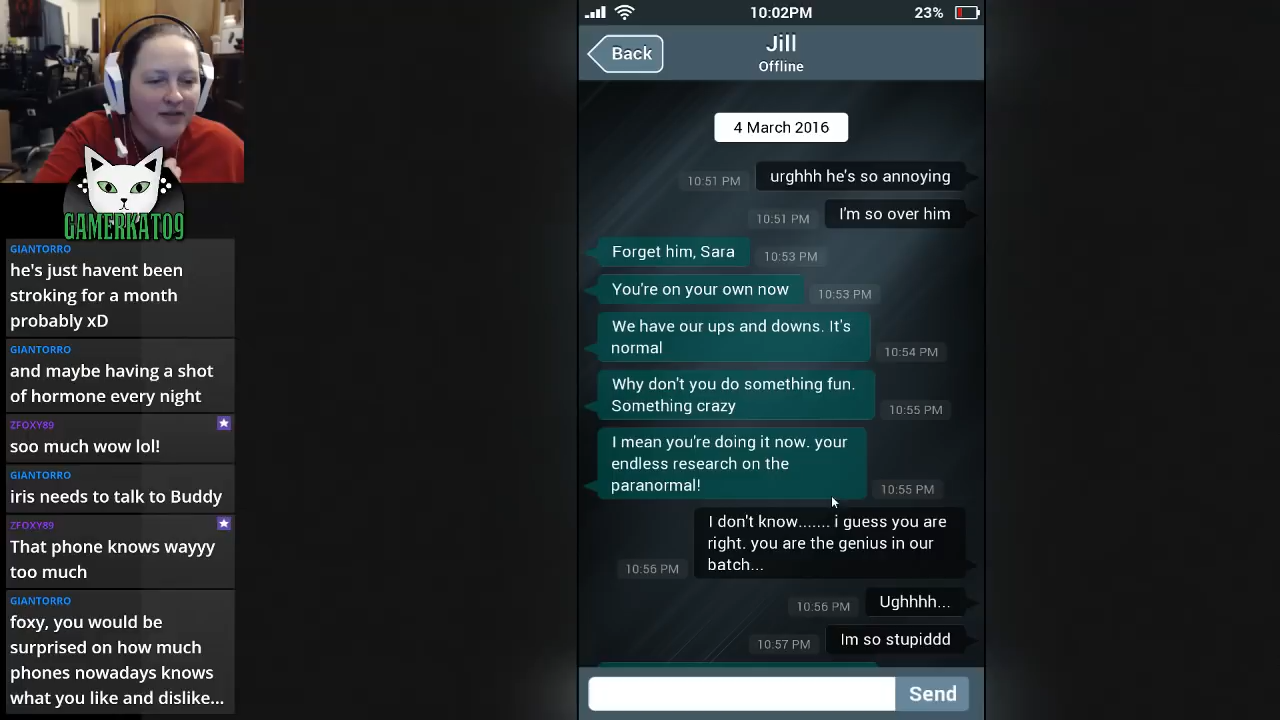 10:02PM
23%
Back
Jill
Offline
4 March 2016
10:51 PM
urghhh he's so annoying
10:51 PM
I'm so over him
Forget him, Sara
10:53 PM
You're on your own now
10:53 PM
We have our ups and downs. It's
normal
10:54 PM
Why don't you do something fun.
Something crazy
10:55 PM
I mean you're doing it now. your
endless research on the
paranormal!
10:55 PM
I don't know....... i guess you are
right. you are the genius in our
batch...
10:56 PM
Ughhhh...
10:56 PM
Im so stupiddd
10:57 PM
Send
GAMERKAT09
GIANTORRO
he's just havent been
stroking for a month
probably xD
GIANTORRO
and maybe having a shot
of hormone every night
ZFOXY89
soo much wow lol!
GIANTORRO
iris needs to talk to Buddy
ZFOXY89
That phone knows wayyy
too much
GIANTORRO
foxy, you would be
surprised on how much
phones nowadays knows
what you like and dislike...